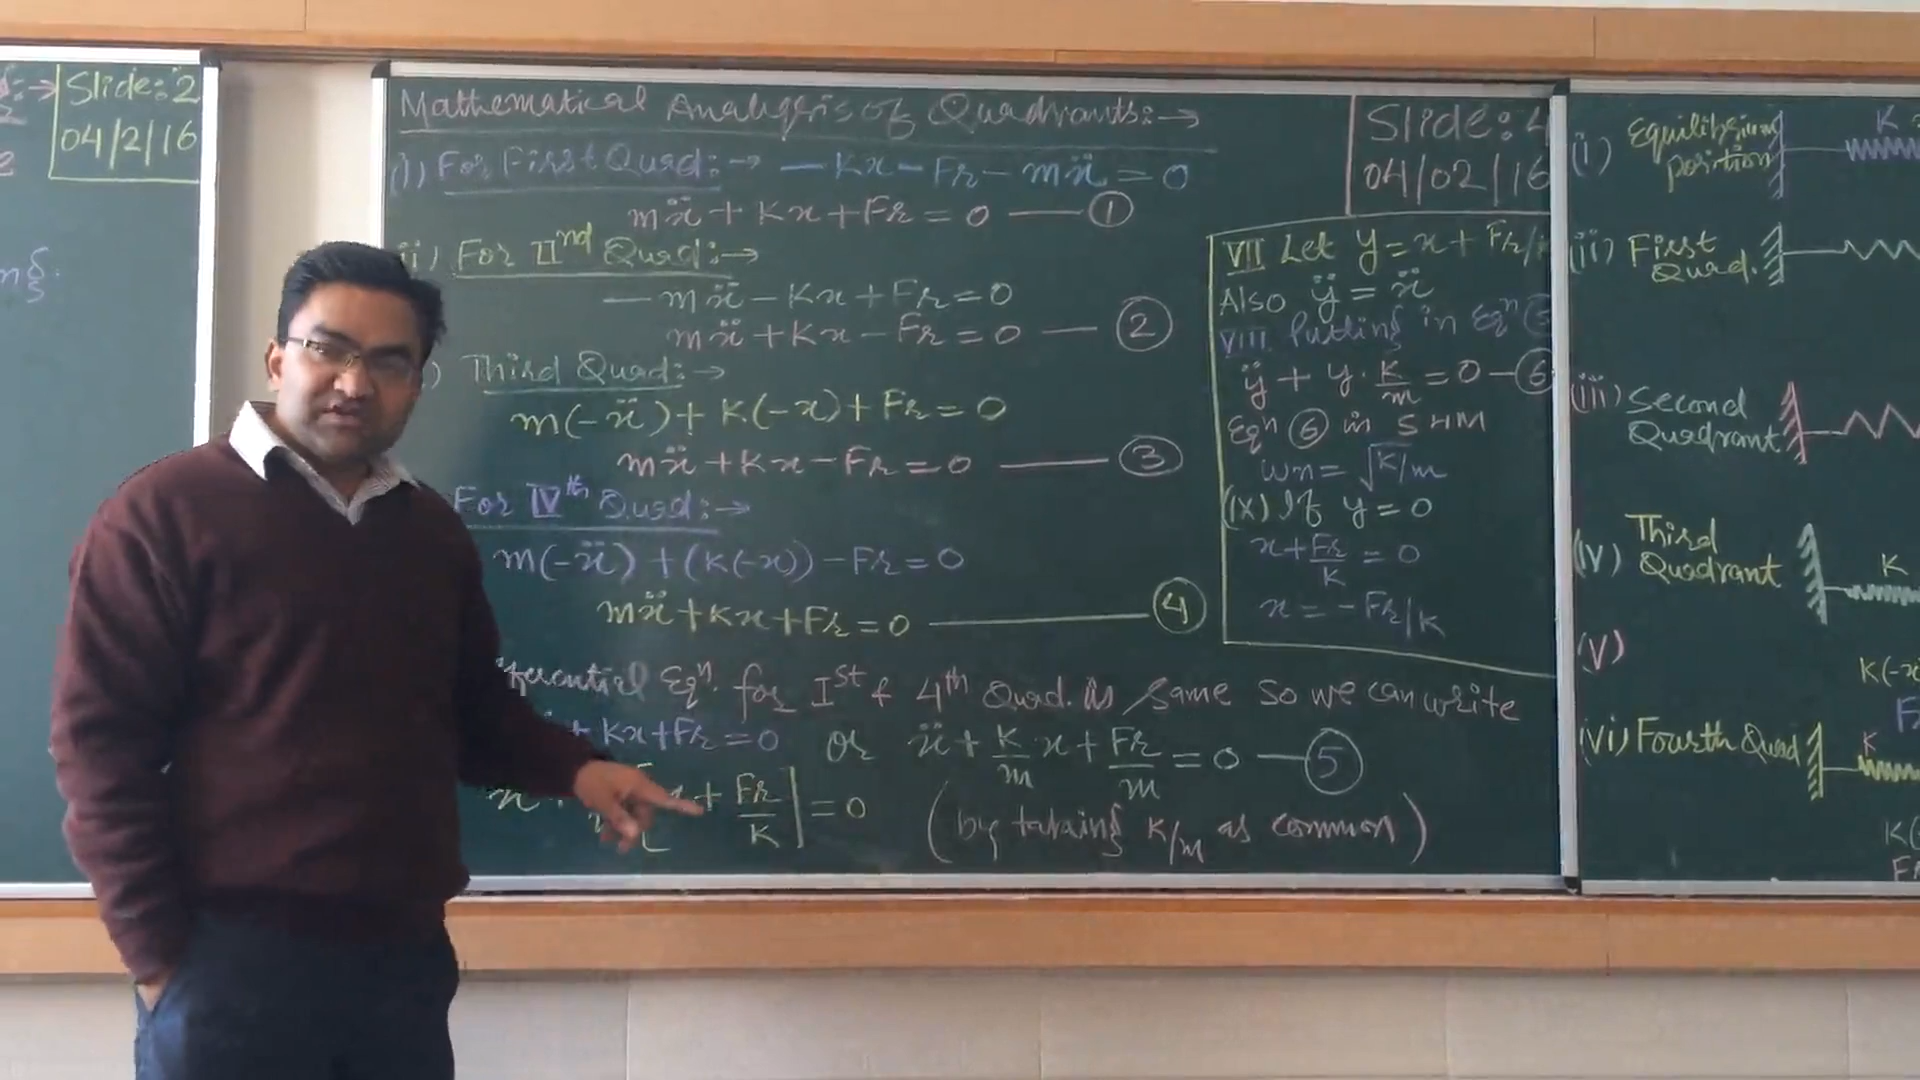 Slide: 2
04/2/16
Mathematical Analysis of Quadrants:→
Slide: 4
04/02/16
(i) For First Quad:→ — Kx – Fr – mẍ = 0
mẍ + Kx + Fr = 0 — ①
ii) For IInd Quad:→
— mẍ – Kx + Fr = 0
mẍ + Kx – Fr = 0 — ②
) Third Quad:→
m(-ẍ) + K(-x) + Fr = 0
mẍ + Kx – Fr = 0 — ③
For IVth Quad:→
m(-ẍ) + (K(-x)) – Fr = 0
mẍ + Kx + Fr = 0 — ④
Eqn. for Ist & 4th Quad. is same so we can write
+ Kx + Fr = 0 or ẍ + K/m x + Fr/m = 0 — ⑤
+ Fr/K] = 0 (by taking K/m as common)
VII Let y = x + Fr/
Also ÿ = ẍ
VIII Putting in Eqn ⑤
ÿ + y · K/m = 0 — ⑥
Eqn ⑥ in SHM
wn = √K/m
(IX) If y = 0
x + Fr/K = 0
x = -Fr/K
(i) Equilibrium position K
(ii) First Quad.
(iii) Second Quadrant
(iv) Third Quadrant K
(V)
K(-x
(vi) Fourth Quad K
K(